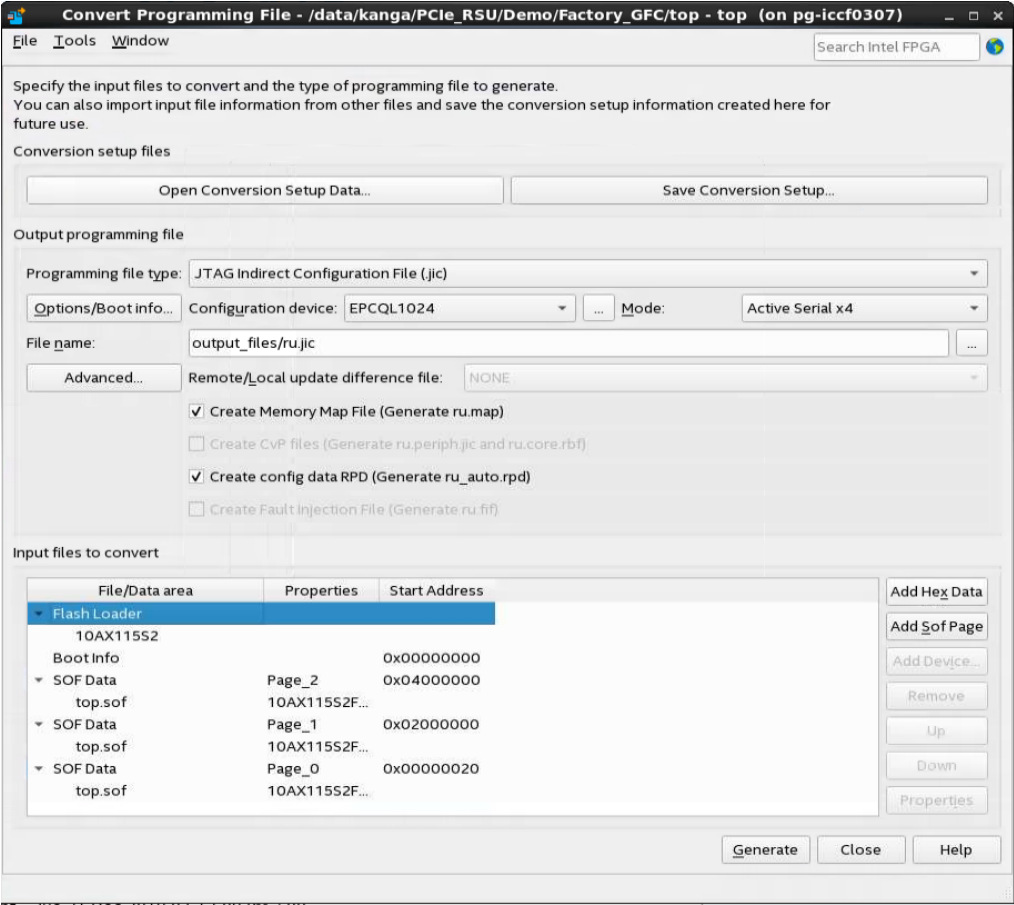 Convert Programming File - /data/kanga/PCIe_RSU/Demo/Factory_GFC/top - top (on pg-iccf0307)
File Tools Window
Search Intel FPGA
Specify the input files to convert and the type of programming file to generate.
You can also import input file information from other files and save the conversion setup information created here for
future use.
Conversion setup files
Open Conversion Setup Data... Save Conversion Setup...
Output programming file
Programming file type: JTAG Indirect Configuration File (.jic)
Options/Boot info... Configuration device: EPCQL1024 ... Mode: Active Serial x4
File name: output_files/ru.jic ...
Advanced... Remote/Local update difference file: NONE
Create Memory Map File (Generate ru.map)
Create CvP files (Generate ru.periph.jic and ru.core.rbf)
Create config data RPD (Generate ru_auto.rpd)
Create Fault Injection File (Generate ru.fif)
Input files to convert
File/Data area Properties Start Address
Flash Loader
10AX115S2
Boot Info 0x00000000
SOF Data Page_2 0x04000000
top.sof 10AX115S2F...
SOF Data Page_1 0x02000000
top.sof 10AX115S2F...
SOF Data Page_0 0x00000020
top.sof 10AX115S2F...
Add Hex Data
Add Sof Page
Add Device...
Remove
Up
Down
Properties
Generate Close Help